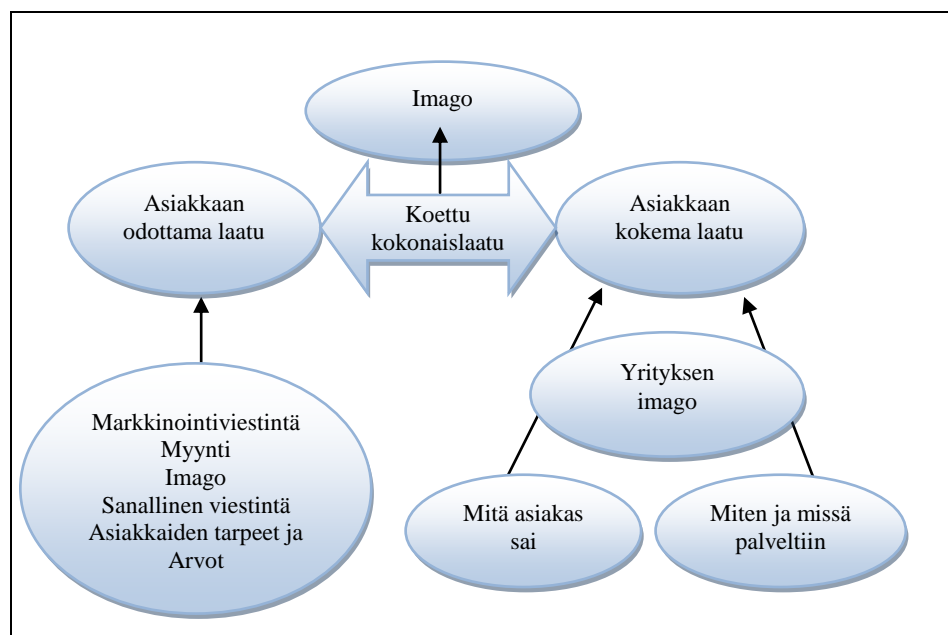 Imago
Asiakkaan
odottama laatu
Koettu
kokonaislaatu
Asiakkaan
kokema laatu
Yrityksen
imago
Markkinointiviestintä
Myynti
Imago
Sanallinen viestintä
Asiakkaiden tarpeet ja
Arvot
Mitä asiakas
sai
Miten ja missä
palveltiin